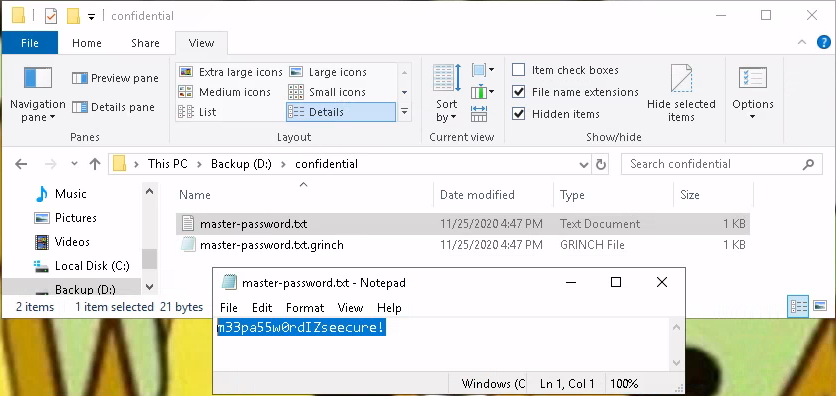 confidential
File Home Share View
Navigation pane
Preview pane
Details pane
Panes
Extra large icons Large icons
Medium icons Small icons
List Details
Layout
Sort by
Current view
Item check boxes
File name extensions
Hidden items
Hide selected items
Show/hide
Options
This PC > Backup (D:) > confidential
Search confidential
Music
Pictures
Videos
Local Disk (C:)
Backup (D:)
Name Date modified Type Size
master-password.txt 11/25/2020 4:47 PM Text Document 1 KB
master-password.txt.grinch 11/25/2020 4:47 PM GRINCH File 1 KB
2 items 1 item selected 21 bytes
master-password.txt - Notepad
File Edit Format View Help
m33pa55w0rdIZseecure!
Windows (C Ln 1, Col 1 100%